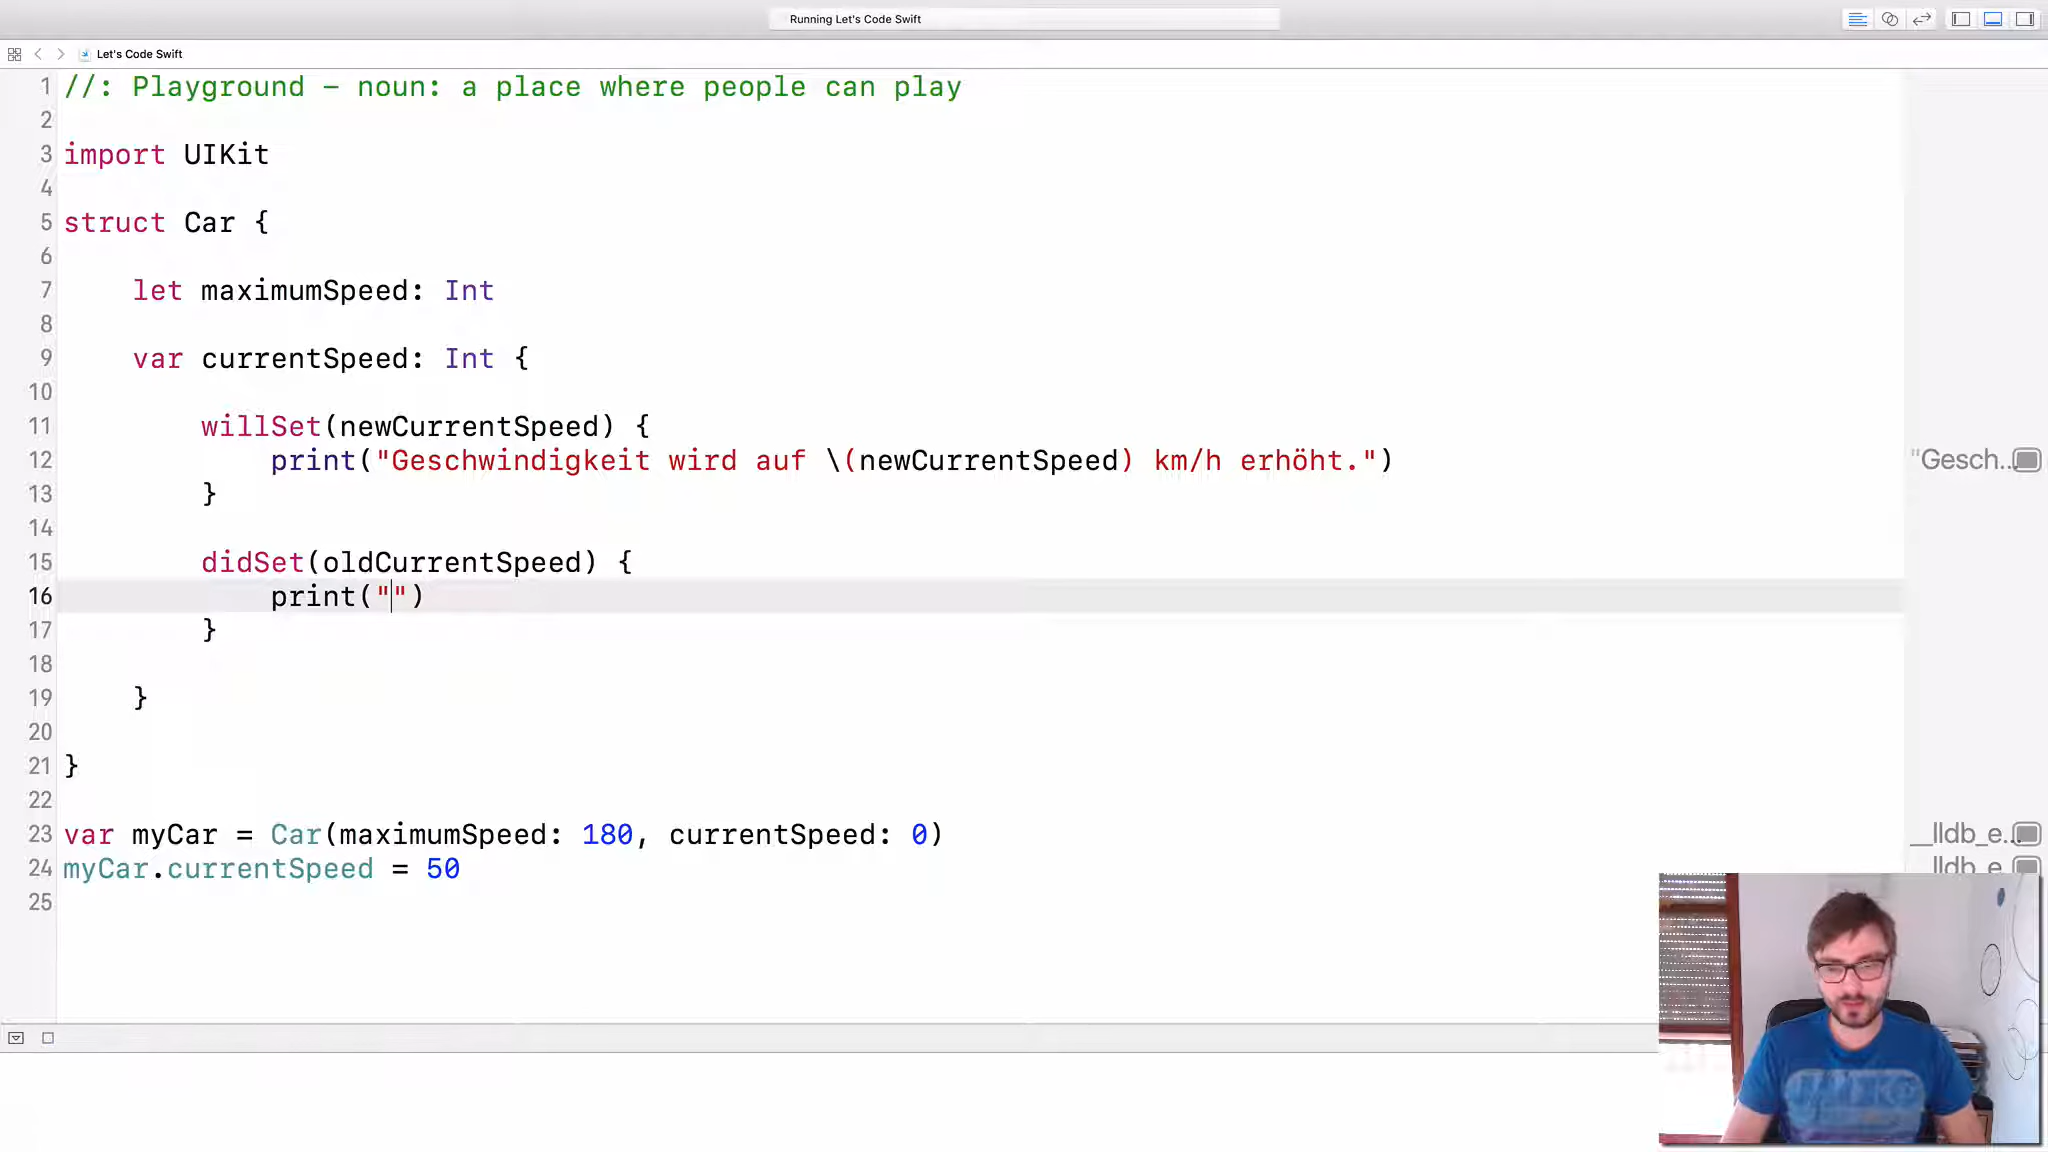 Running Let's Code Swift
Let's Code Swift
1 //: Playground – noun: a place where people can play
2
3 import UIKit
4
5 struct Car {
6
7 let maximumSpeed: Int
8
9 var currentSpeed: Int {
10
11 willSet(newCurrentSpeed) {
12 print("Geschwindigkeit wird auf \(newCurrentSpeed) km/h erhöht.") "Gesch...
13 }
14
15 didSet(oldCurrentSpeed) {
16 print("")
17 }
18
19 }
20
21 }
22
23 var myCar = Car(maximumSpeed: 180, currentSpeed: 0) __lldb_e...
24 myCar.currentSpeed = 50 __lldb_e...
25